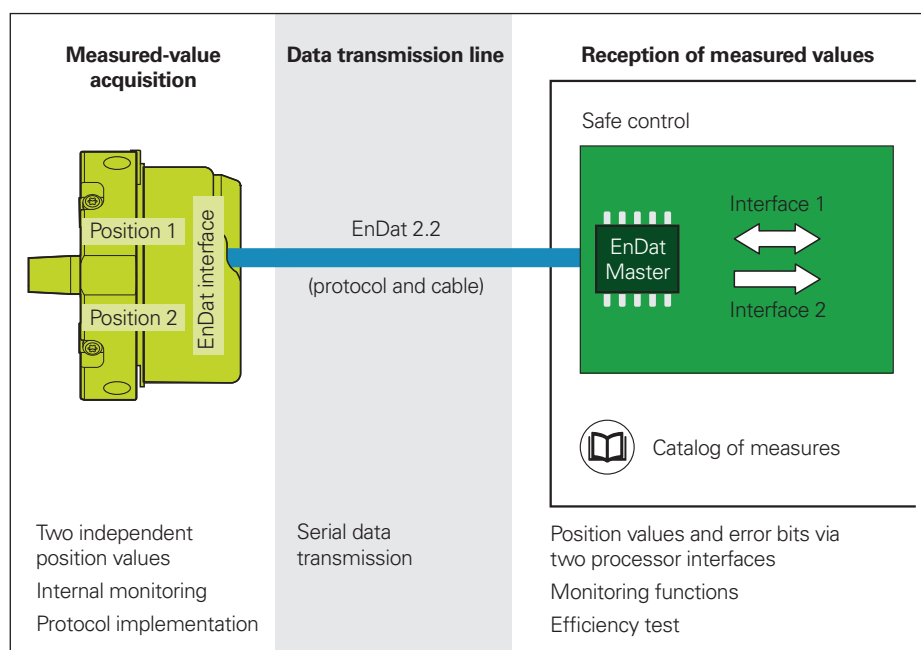 Measured-value
acquisition
Data transmission line
Reception of measured values
Position 1
Position 2
EnDat interface
EnDat 2.2
(protocol and cable)
Safe control
EnDat
Master
Interface 1
Interface 2
Catalog of measures
Two independent
position values
Internal monitoring
Protocol implementation
Serial data
transmission
Position values and error bits via
two processor interfaces
Monitoring functions
Efficiency test